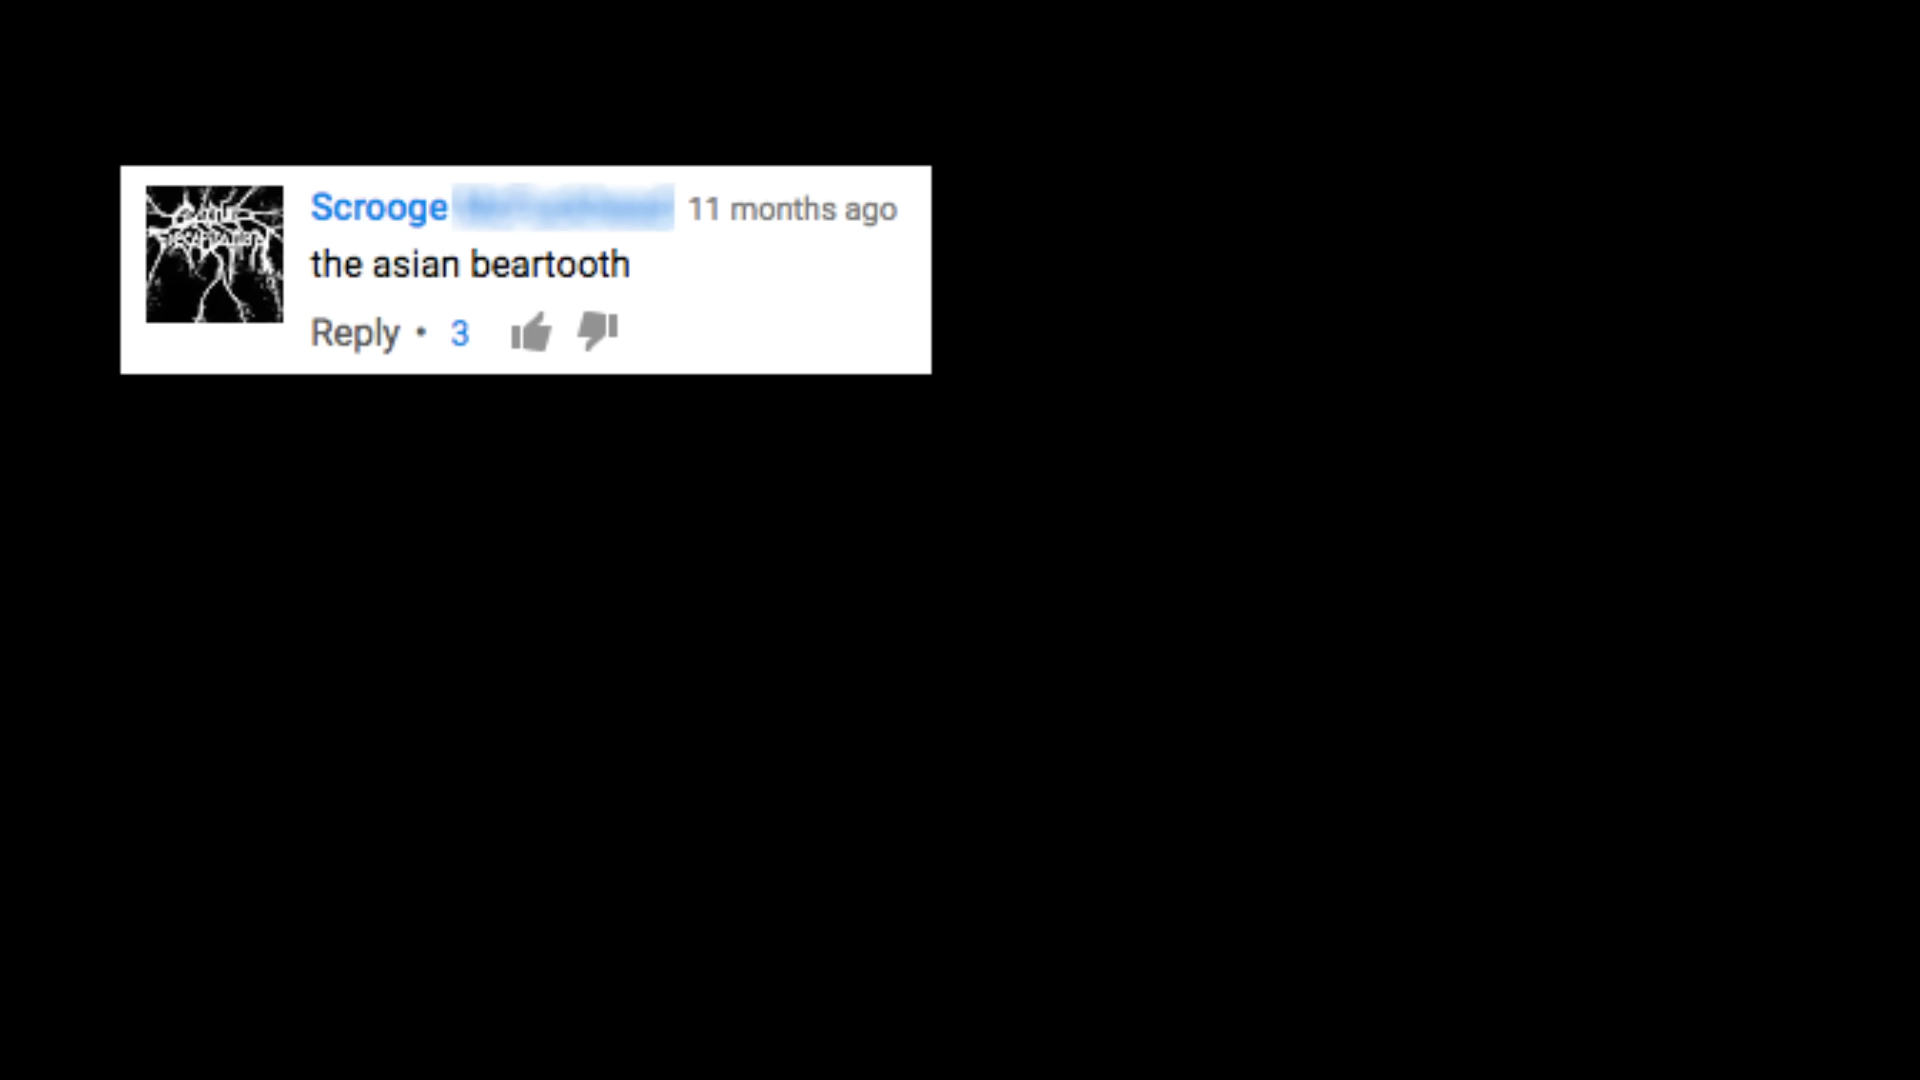 Scrooge 11 months ago
the asian beartooth
Reply • 3